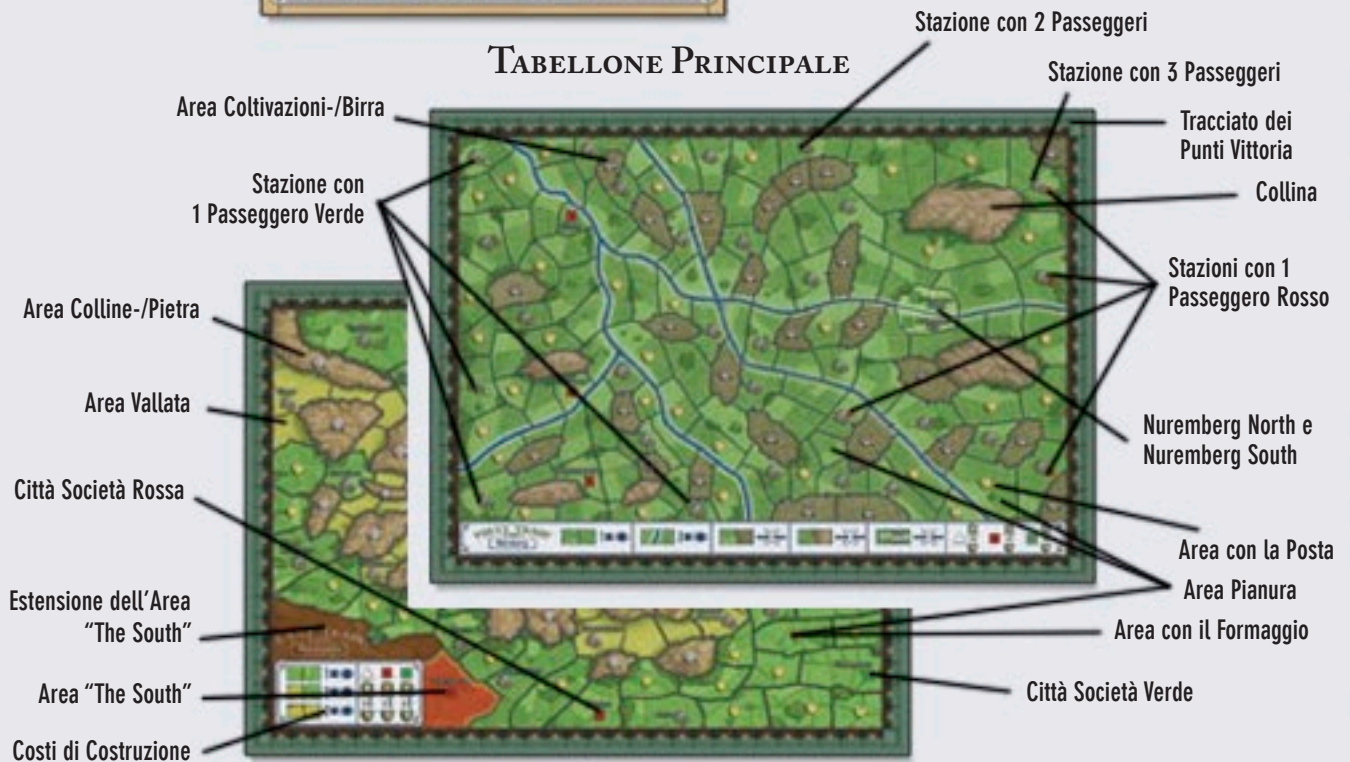 Tabellone Principale
Stazione con 2 Passeggeri
Stazione con 3 Passeggeri
Tracciato dei
Punti Vittoria
Collina
Stazioni con 1
Passeggero Rosso
Nuremberg North e
Nuremberg South
Area con la Posta
Area Pianura
Area con il Formaggio
Città Società Verde
Area Coltivazioni-/Birra
Stazione con
1 Passeggero Verde
Area Colline-/Pietra
Area Vallata
Città Società Rossa
Estensione dell'Area
“The South”
Area “The South”
Costi di Costruzione